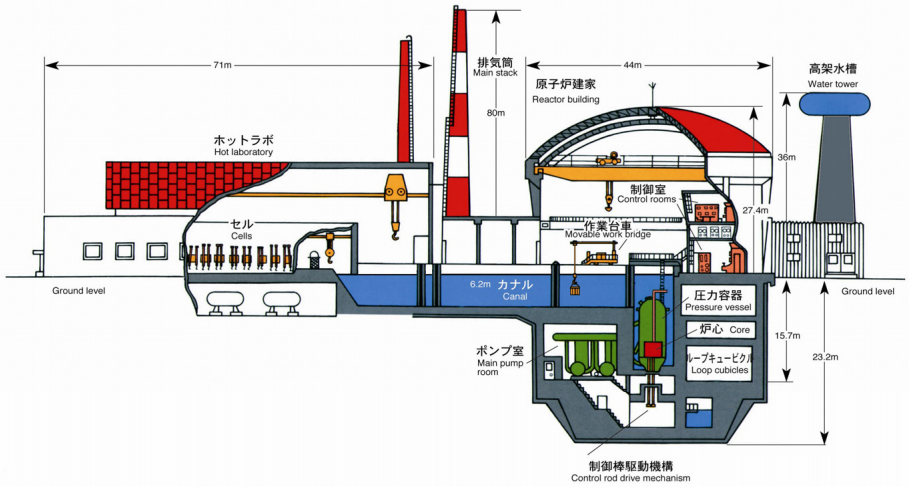 71m
排気筒
Main stack
80m
44m
原子炉建家
Reactor building
高架水槽
Water tower
ホットラボ
Hot laboratory
36m
制御室
Control rooms
27.4m
セル
Cells
作業台車
Movable work bridge
Ground level
6.2m
カナル
Canal
圧力容器
Pressure vessel
Ground level
炉心 Core
15.7m
ポンプ室
Main pump
room
ループキュービクル
Loop cubicles
23.2m
制御棒駆動機構
Control rod drive mechanism